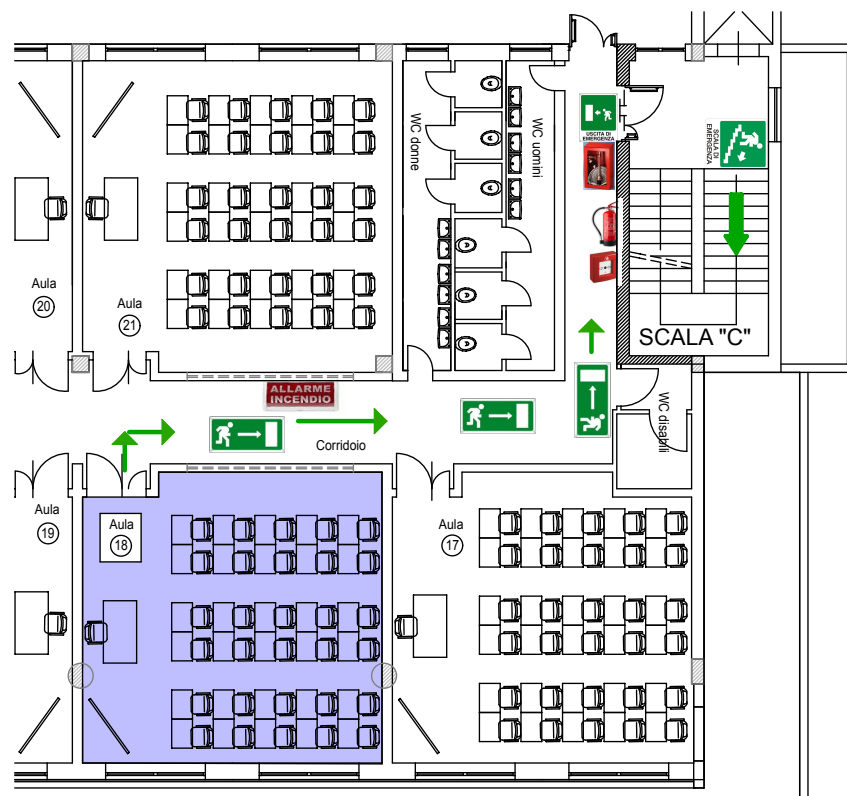 WC donne
WC uomini
USCITA DI
EMERGENZA
SCALA DI
EMERGENZA
Aula
20
Aula
21
SCALA "C"
ALLARME
INCENDIO
Corridoio
WC disabili
Aula
19
Aula
18
Aula
17